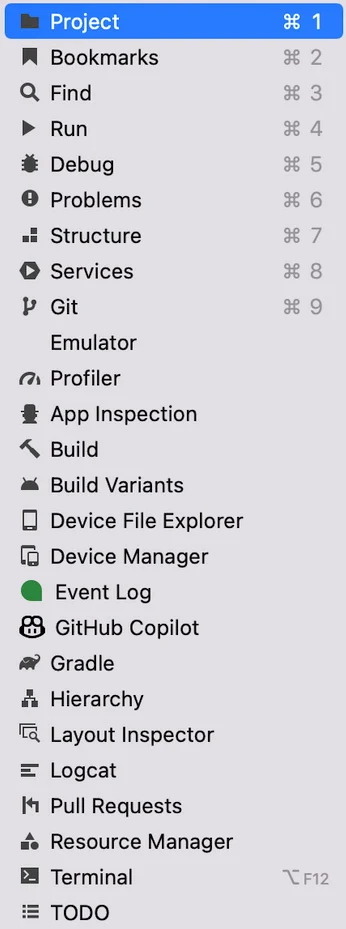 Project ⌘ 1
Bookmarks ⌘ 2
Find ⌘ 3
Run ⌘ 4
Debug ⌘ 5
Problems ⌘ 6
Structure ⌘ 7
Services ⌘ 8
Git ⌘ 9
Emulator
Profiler
App Inspection
Build
Build Variants
Device File Explorer
Device Manager
Event Log
GitHub Copilot
Gradle
Hierarchy
Layout Inspector
Logcat
Pull Requests
Resource Manager
Terminal ⌥ F12
TODO